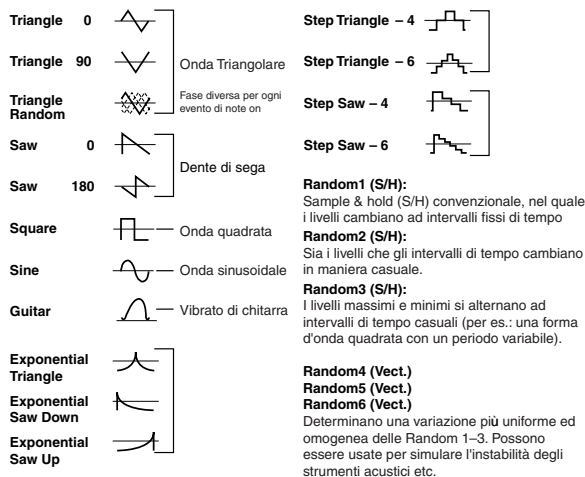 Triangle 0
Triangle 90
Onda Triangolare
Triangle
Random
Fase diversa per ogni
evento di note on
Saw 0
Dente di sega
Saw 180
Square
Onda quadrata
Sine
Onda sinusoidale
Guitar
Vibrato di chitarra
Exponential
Triangle
Exponential
Saw Down
Exponential
Saw Up
Step Triangle – 4
Step Triangle – 6
Step Saw – 4
Step Saw – 6
Random1 (S/H):
Sample & hold (S/H) convenzionale, nel quale
i livelli cambiano ad intervalli fissi di tempo
Random2 (S/H):
Sia i livelli che gli intervalli di tempo cambiano
in maniera casuale.
Random3 (S/H):
I livelli massimi e minimi si alternano ad
intervalli di tempo casuali (per es.: una forma
d'onda quadrata con un periodo variabile).
Random4 (Vect.)
Random5 (Vect.)
Random6 (Vect.)
Determinano una variazione più uniforme ed
omogenea delle Random 1–3. Possono
essere usate per simulare l'instabilità degli
strumenti acustici etc.